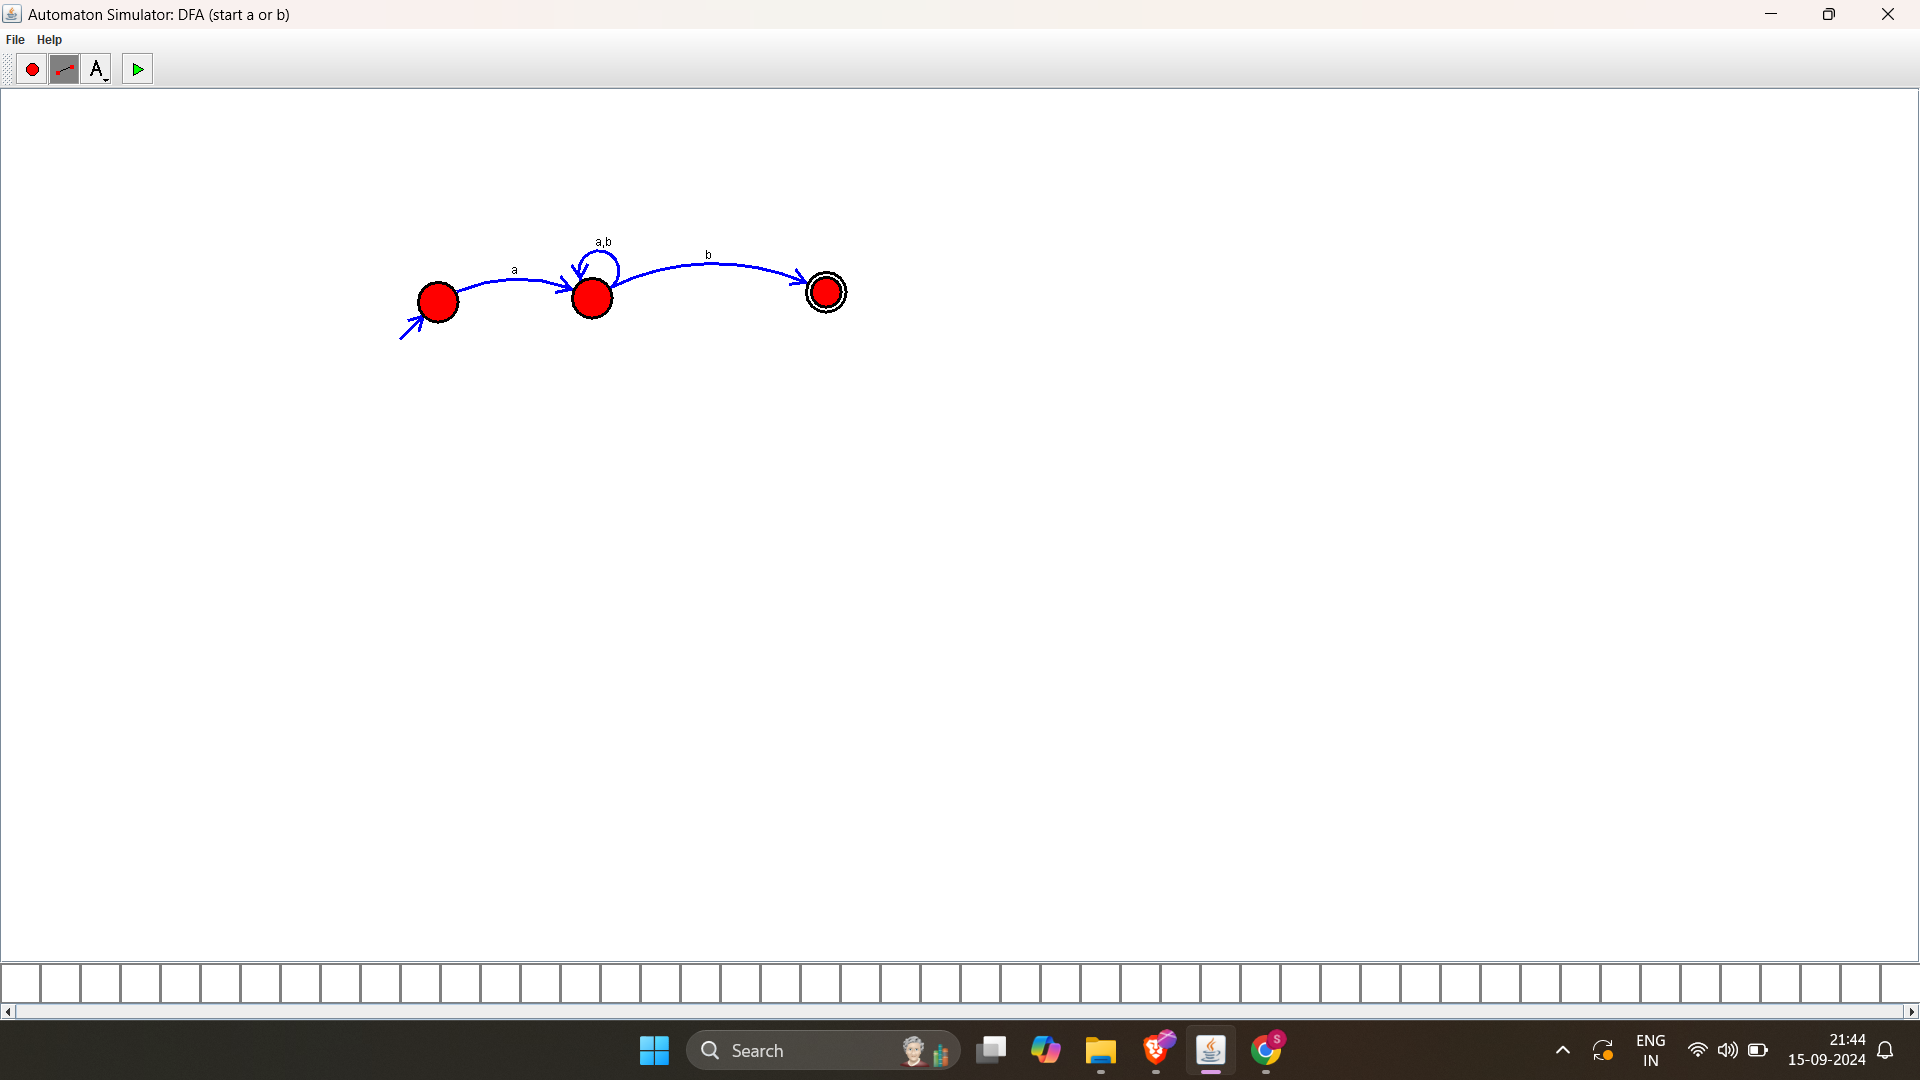 Automaton Simulator: DFA (start a or b)
File Help
A
a,b
b
a
Search
S
ENG
IN
21:44
15-09-2024